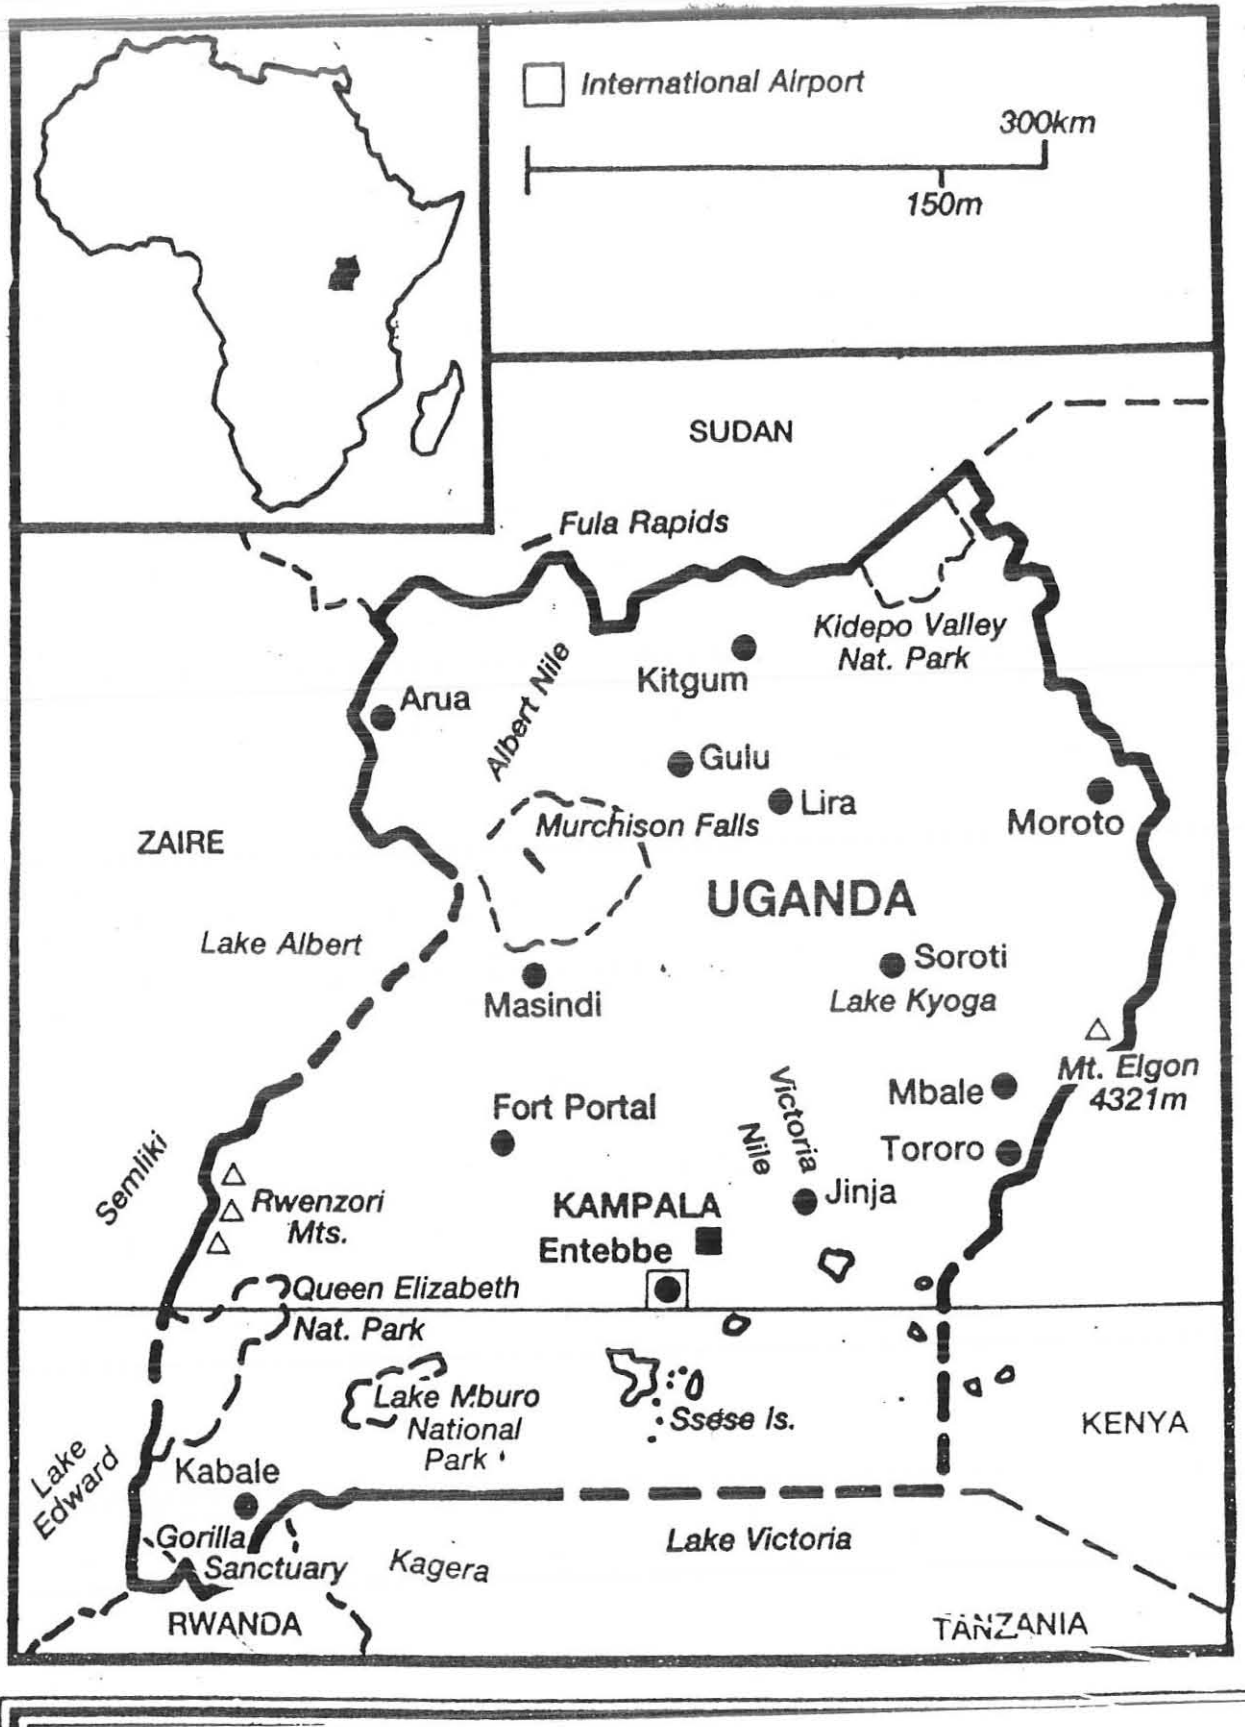 International Airport
300km
150m
SUDAN
Fula Rapids
Kidepo Valley
Nat. Park
Kitgum
Albert Nile
Arua
Gulu
Lira
Moroto
Murchison Falls
ZAIRE
UGANDA
Lake Albert
Soroti
Lake Kyoga
Masindi
Mt. Elgon
4321m
Mbale
Fort Portal
Victoria
Nile
Tororo
Semliki
Jinja
Rwenzori
Mts.
KAMPALA
Entebbe
Queen Elizabeth
Nat. Park
Lake Mburo
National
Park
Ssese Is.
KENYA
Lake
Edward
Kabale
Gorilla
Sanctuary
Kagera
Lake Victoria
RWANDA
TANZANIA